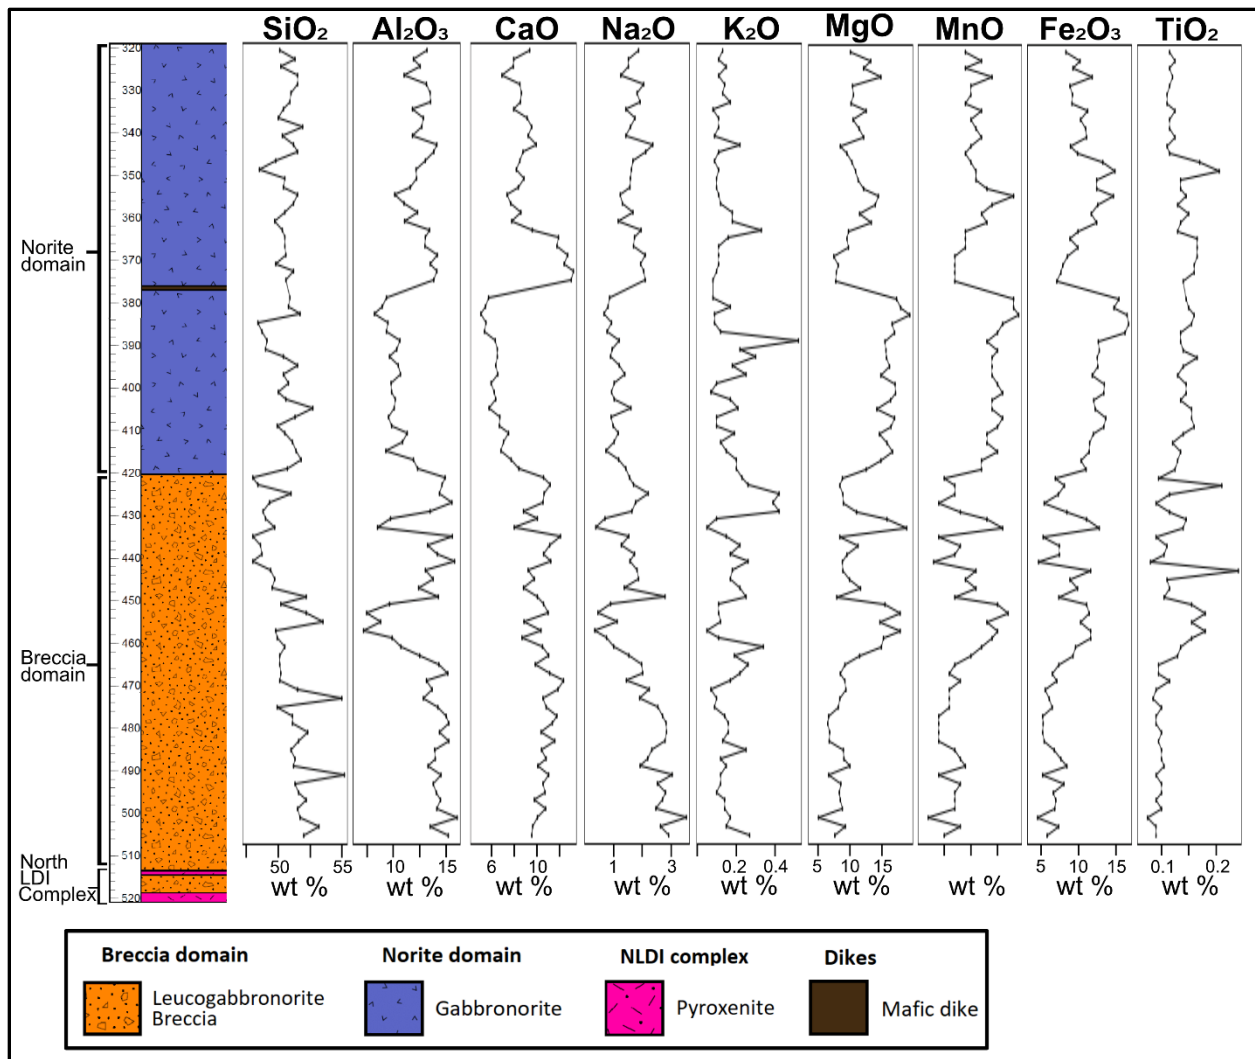 SiO₂ Al₂O₃ CaO Na₂O K₂O MgO MnO Fe₂O₃ TiO₂
320
330
340
350
360
Norite
domain
370
380
390
400
410
420
430
440
450
460
Breccia
domain
470
480
490
500
510
North
LDI
Complex
520
50 55 10 15 6 10 1 3 0.2 0.4 5 10 15 5 10 15 0.1 0.2
wt % wt % wt % wt % wt % wt % wt % wt % wt %
Breccia domain Norite domain NLDI complex Dikes
Leucogabbronorite
Breccia
Gabbronorite
Pyroxenite
Mafic dike